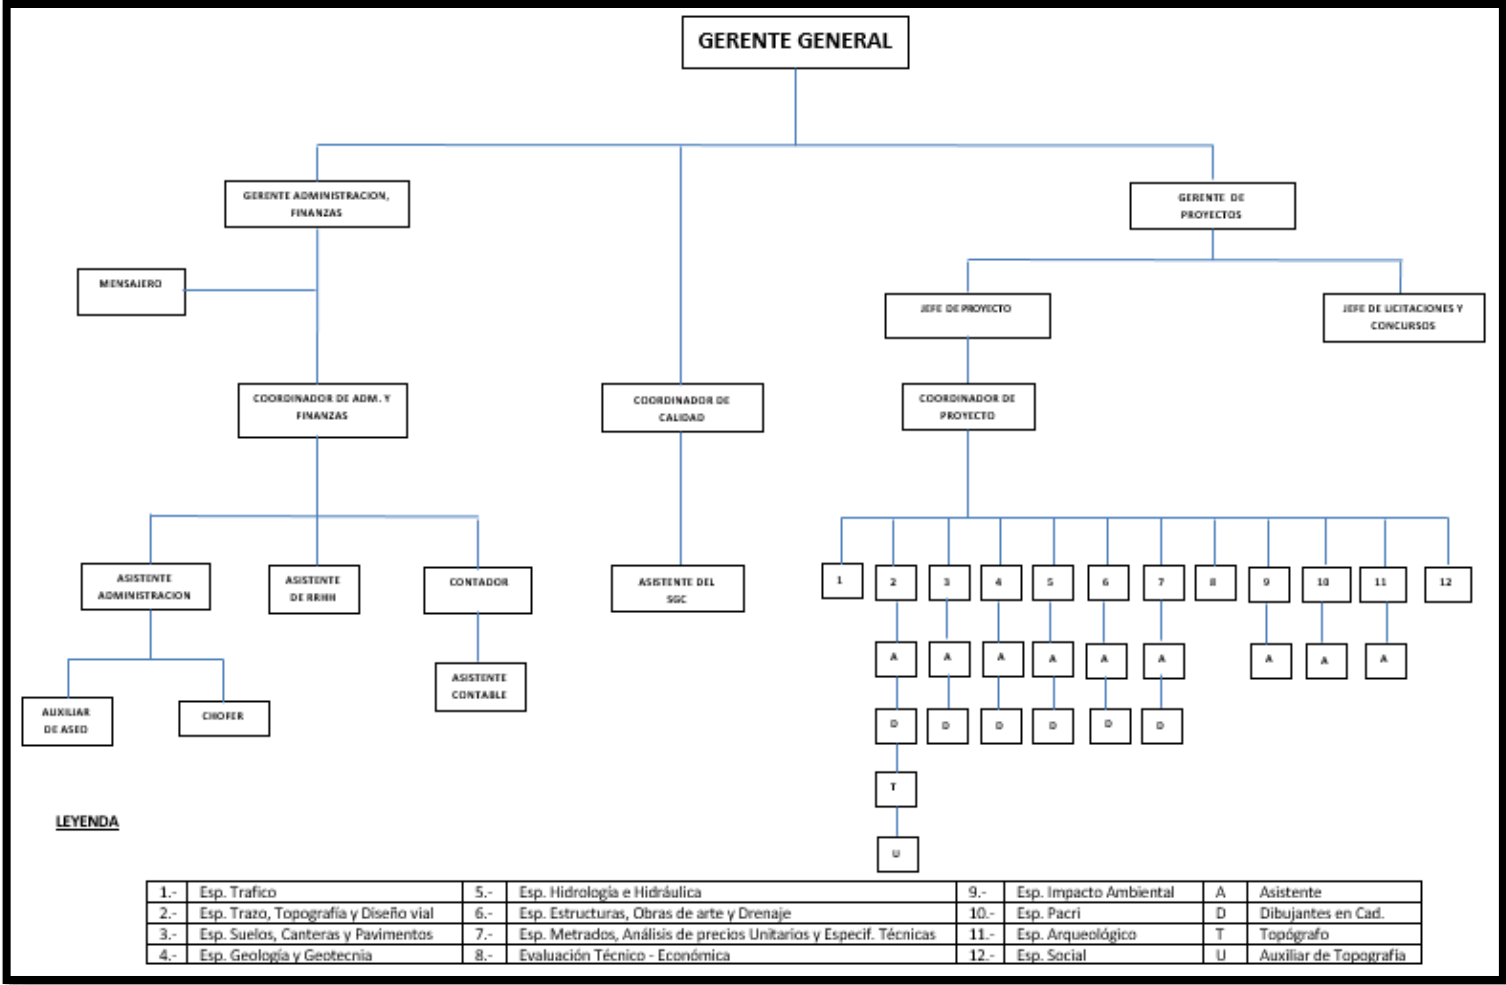 GERENTE GENERAL
GERENTE ADMINISTRACION,
FINANZAS
GERENTE DE
PROYECTOS
MENSAJERO
JEFE DE PROYECTO
JEFE DE LICITACIONES Y
CONCURSOS
COORDINADOR DE ADM. Y
FINANZAS
COORDINADOR DE
CALIDAD
COORDINADOR DE
PROYECTO
ASISTENTE
ADMINISTRACION
ASISTENTE
DE RRHH
CONTADOR
ASISTENTE DEL
SGC
1 2 3 4 5 6 7 8 9 10 11 12
A A A A A A A A A
ASISTENTE
CONTABLE
AUXILIAR
DE ASEO
CHOFER
D D D D D D
T
U
LEYENDA
1.- Esp. Trafico 5.- Esp. Hidrología e Hidráulica 9.- Esp. Impacto Ambiental A Asistente
2.- Esp. Trazo, Topografía y Diseño vial 6.- Esp. Estructuras, Obras de arte y Drenaje 10.- Esp. Pacri D Dibujantes en Cad.
3.- Esp. Suelos, Canteras y Pavimentos 7.- Esp. Metrados, Análisis de precios Unitarios y Especif. Técnicas 11.- Esp. Arqueológico T Topógrafo
4.- Esp. Geología y Geotecnia 8.- Evaluación Técnico - Económica 12.- Esp. Social U Auxiliar de Topografía